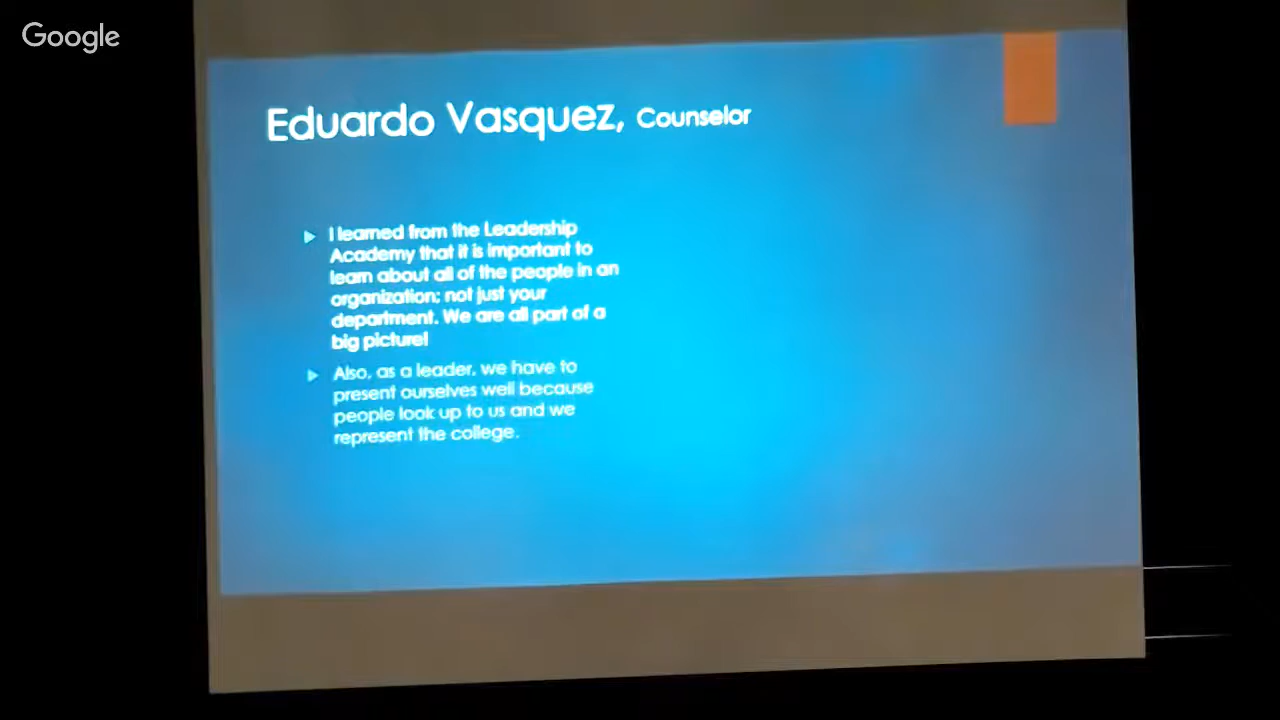 Google
Eduardo Vasquez, Counselor
I learned from the Leadership
Academy that it is important to
learn about all of the people in an
organization; not just your
department. We are all part of a
big picture!
Also, as a leader, we have to
present ourselves well because
people look up to us and we
represent the college.